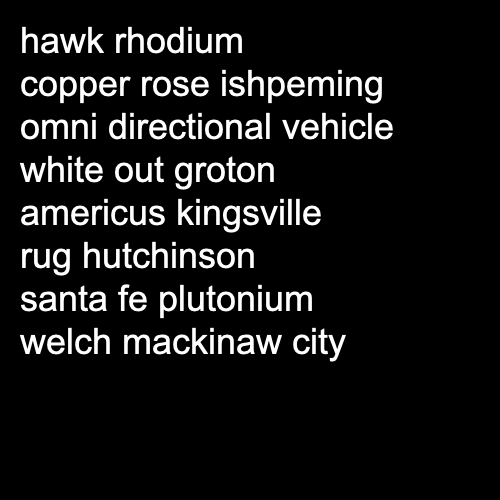 hawk rhodium
copper rose ishpeming
omni directional vehicle
white out groton
americus kingsville
rug hutchinson
santa fe plutonium
welch mackinaw city